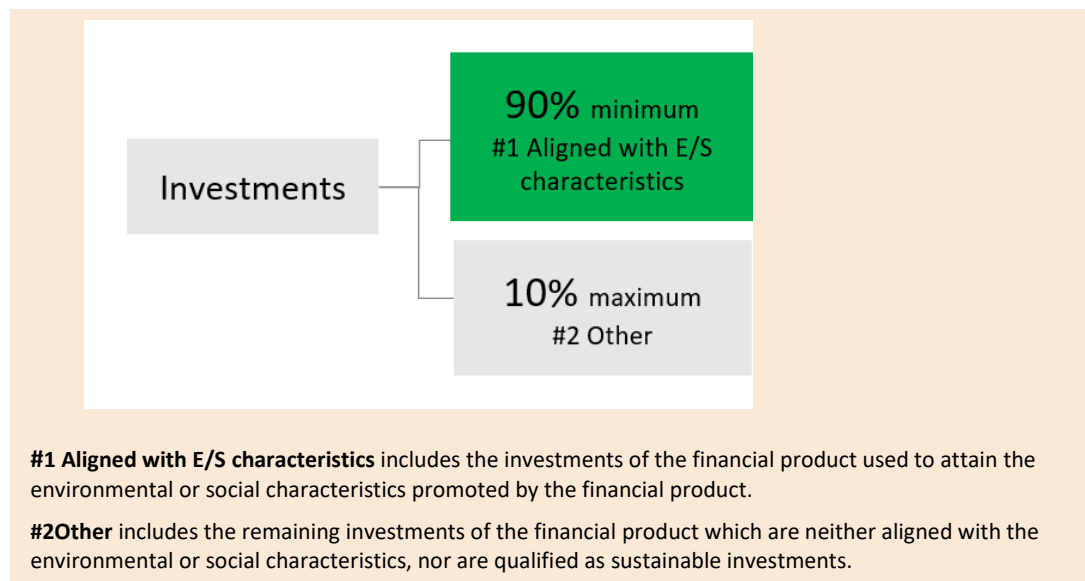 90% minimum
#1 Aligned with E/S
characteristics
Investments
10% maximum
#2 Other
#1 Aligned with E/S characteristics includes the investments of the financial product used to attain the
environmental or social characteristics promoted by the financial product.
#2Other includes the remaining investments of the financial product which are neither aligned with the
environmental or social characteristics, nor are qualified as sustainable investments.